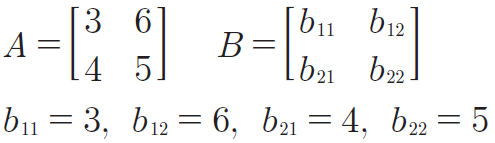 A = [3 6 4 5] B = [b₁₁ b₁₂ b₂₁ b₂₂]
b₁₁ = 3, b₁₂ = 6, b₂₁ = 4, b₂₂ = 5